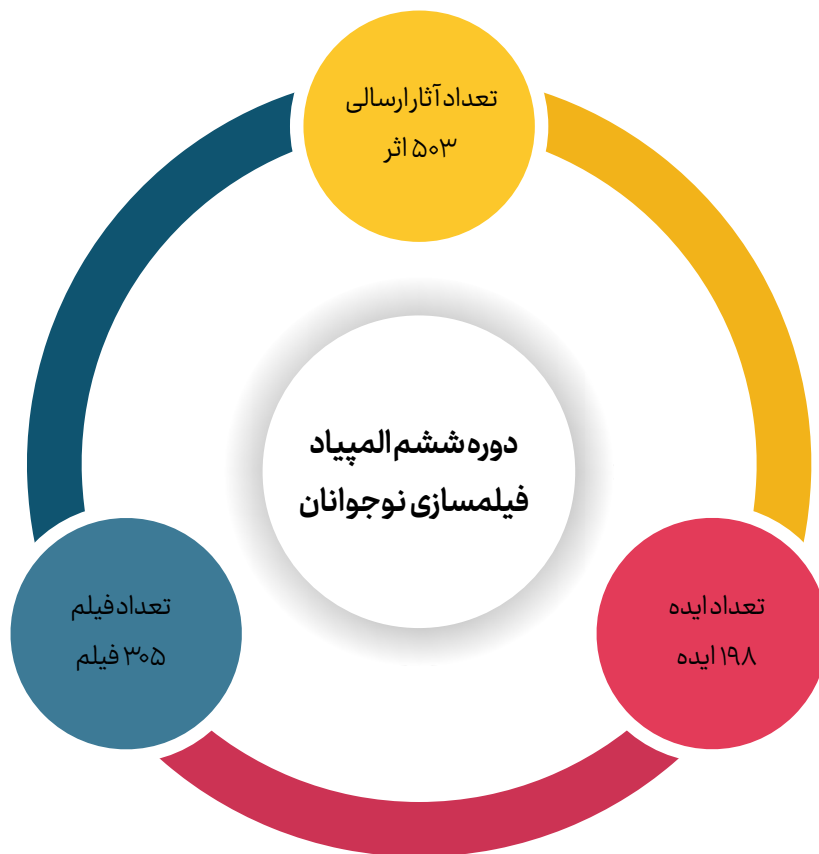 تعداد آثار ارسالی
۵۰۳ اثر
دوره ششم المپیاد
فیلمسازی نوجوانان
تعداد ایده
۱۹۸ ایده
تعداد فیلم
۳۰۵ فیلم